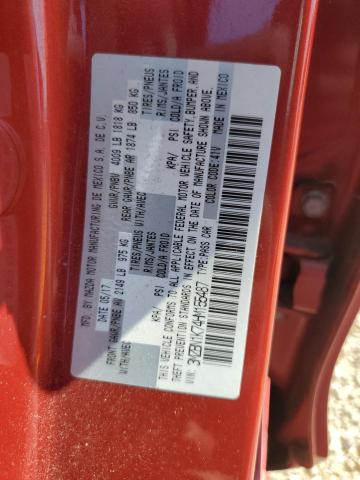 MFD. BY MAZDA MOTOR MANUFACTURING DE MEXICO S.A. DE C.V.
DATE: 05/17 GVWR/PNBV 4009 LB 1818 KG
FRONT GAWR/PNBE AV 2149 LB 975 KG REAR GAWR/PNBE AR 1874 LB 850 KG
WITH/AVEC TIRES/PNEUS WITH/AVEC TIRES/PNEUS
RIMS/JANTES RIMS/JANTES
KPA/ PSI COLD/A FROID KPA/ PSI COLD/A FROID
THIS VEHICLE CONFORMS TO ALL APPLICABLE FEDERAL MOTOR VEHICLE SAFETY, BUMPER, AND
THEFT PREVENTION STANDARDS IN EFFECT ON THE DATE OF MANUFACTURE SHOWN ABOVE.
VIN: TYPE:PASS CAR COLOR CODE:41V MADE IN MEXICO